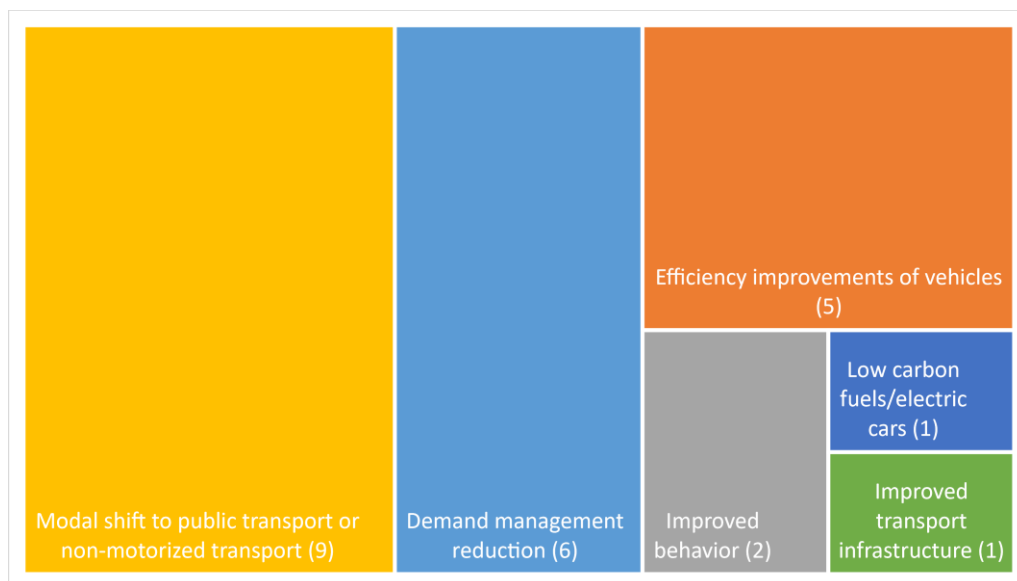 Modal shift to public transport or
non-motorized transport (9)
Demand management
reduction (6)
Efficiency improvements of vehicles
(5)
Improved
behavior (2)
Low carbon
fuels/electric
cars (1)
Improved
transport
infrastructure (1)